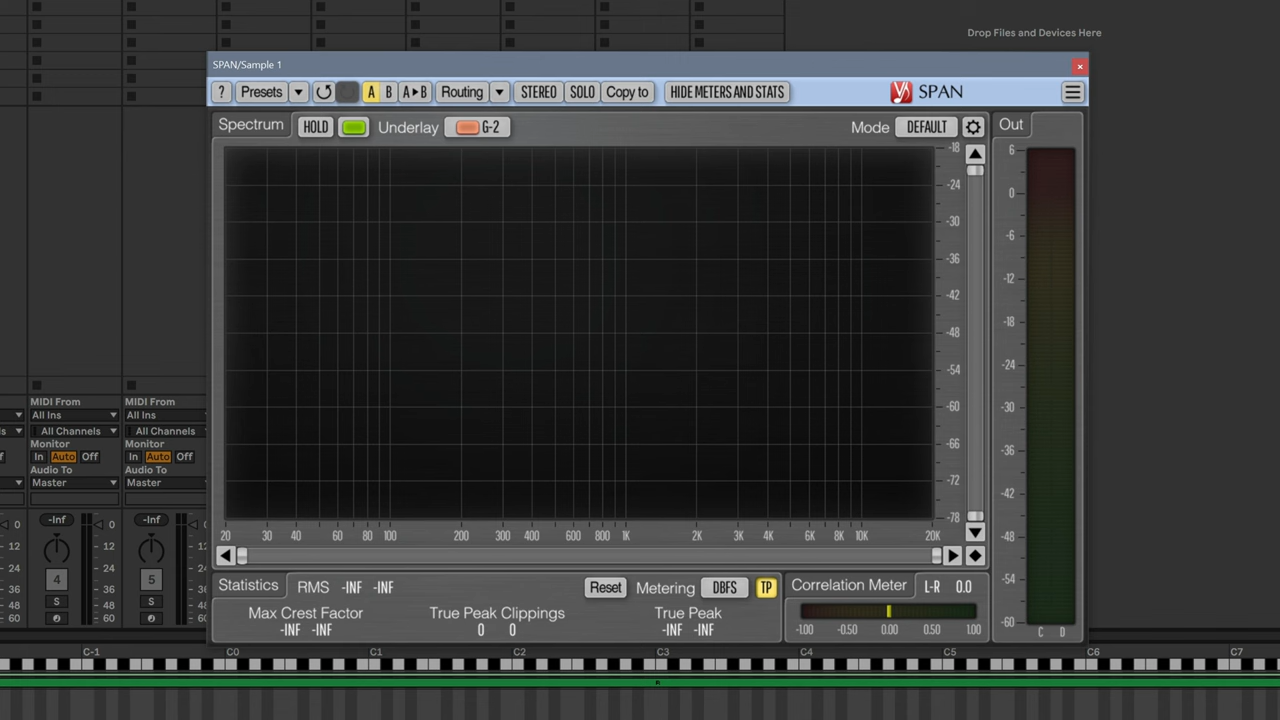 Drop Files and Devices Here
SPAN/Sample 1
×
? Presets A B A▸B Routing STEREO SOLO Copy to HIDE METERS AND STATS SPAN
Spectrum HOLD Underlay G-2 Mode DEFAULT Out
-18
-24
-30
-36
-42
-48
-54
-60
-66
-72
-78
6
0
-6
-12
-18
-24
-30
-36
-42
-48
-54
-60
C D
20 30 40 60 80 100 200 300 400 600 800 1K 2K 3K 4K 6K 8K 10K 20K
Statistics RMS -INF -INF Reset Metering DBFS TP
Max Crest Factor True Peak Clippings True Peak
-INF -INF 0 0 -INF -INF
Correlation Meter L-R 0.0
-1.00 -0.50 0.00 0.50 1.00
MIDI From MIDI From
All Ins All Ins
All Channels All Channels
Monitor Monitor
In Auto Off In Auto Off
Audio To Audio To
Master Master
-Inf -Inf
0 0 0
12 12 12
24 24 24
4 5
36 36 36
S S
48 48 48
60 60 60
C-1 C0 C1 C2 C3 C4 C5 C6 C7
R